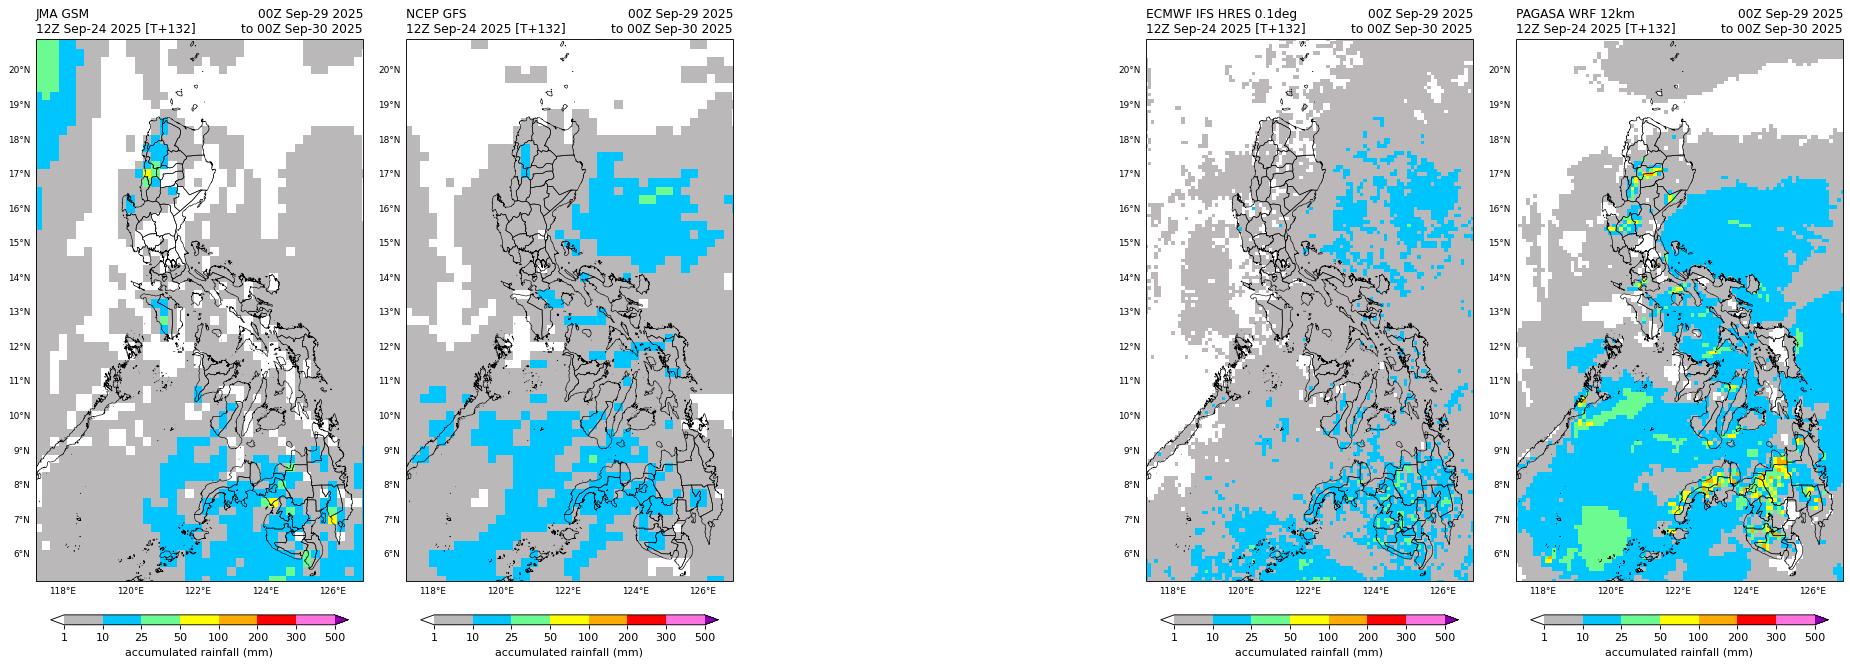 JMA GSM 00Z Sep-29 2025
12Z Sep-24 2025 [T+132] to 00Z Sep-30 2025
20°N
19°N
18°N
17°N
16°N
15°N
14°N
13°N
12°N
11°N
10°N
9°N
8°N
7°N
6°N
118°E 120°E 122°E 124°E 126°E
1 10 25 50 100 200 300 500
accumulated rainfall (mm)
NCEP GFS 00Z Sep-29 2025
12Z Sep-24 2025 [T+132] to 00Z Sep-30 2025
20°N
19°N
18°N
17°N
16°N
15°N
14°N
13°N
12°N
11°N
10°N
9°N
8°N
7°N
6°N
118°E 120°E 122°E 124°E 126°E
1 10 25 50 100 200 300 500
accumulated rainfall (mm)
ECMWF IFS HRES 0.1deg 00Z Sep-29 2025
12Z Sep-24 2025 [T+132] to 00Z Sep-30 2025
20°N
19°N
18°N
17°N
16°N
15°N
14°N
13°N
12°N
11°N
10°N
9°N
8°N
7°N
6°N
118°E 120°E 122°E 124°E 126°E
1 10 25 50 100 200 300 500
accumulated rainfall (mm)
PAGASA WRF 12km 00Z Sep-29 2025
12Z Sep-24 2025 [T+132] to 00Z Sep-30 2025
20°N
19°N
18°N
17°N
16°N
15°N
14°N
13°N
12°N
11°N
10°N
9°N
8°N
7°N
6°N
118°E 120°E 122°E 124°E 126°E
1 10 25 50 100 200 300 500
accumulated rainfall (mm)